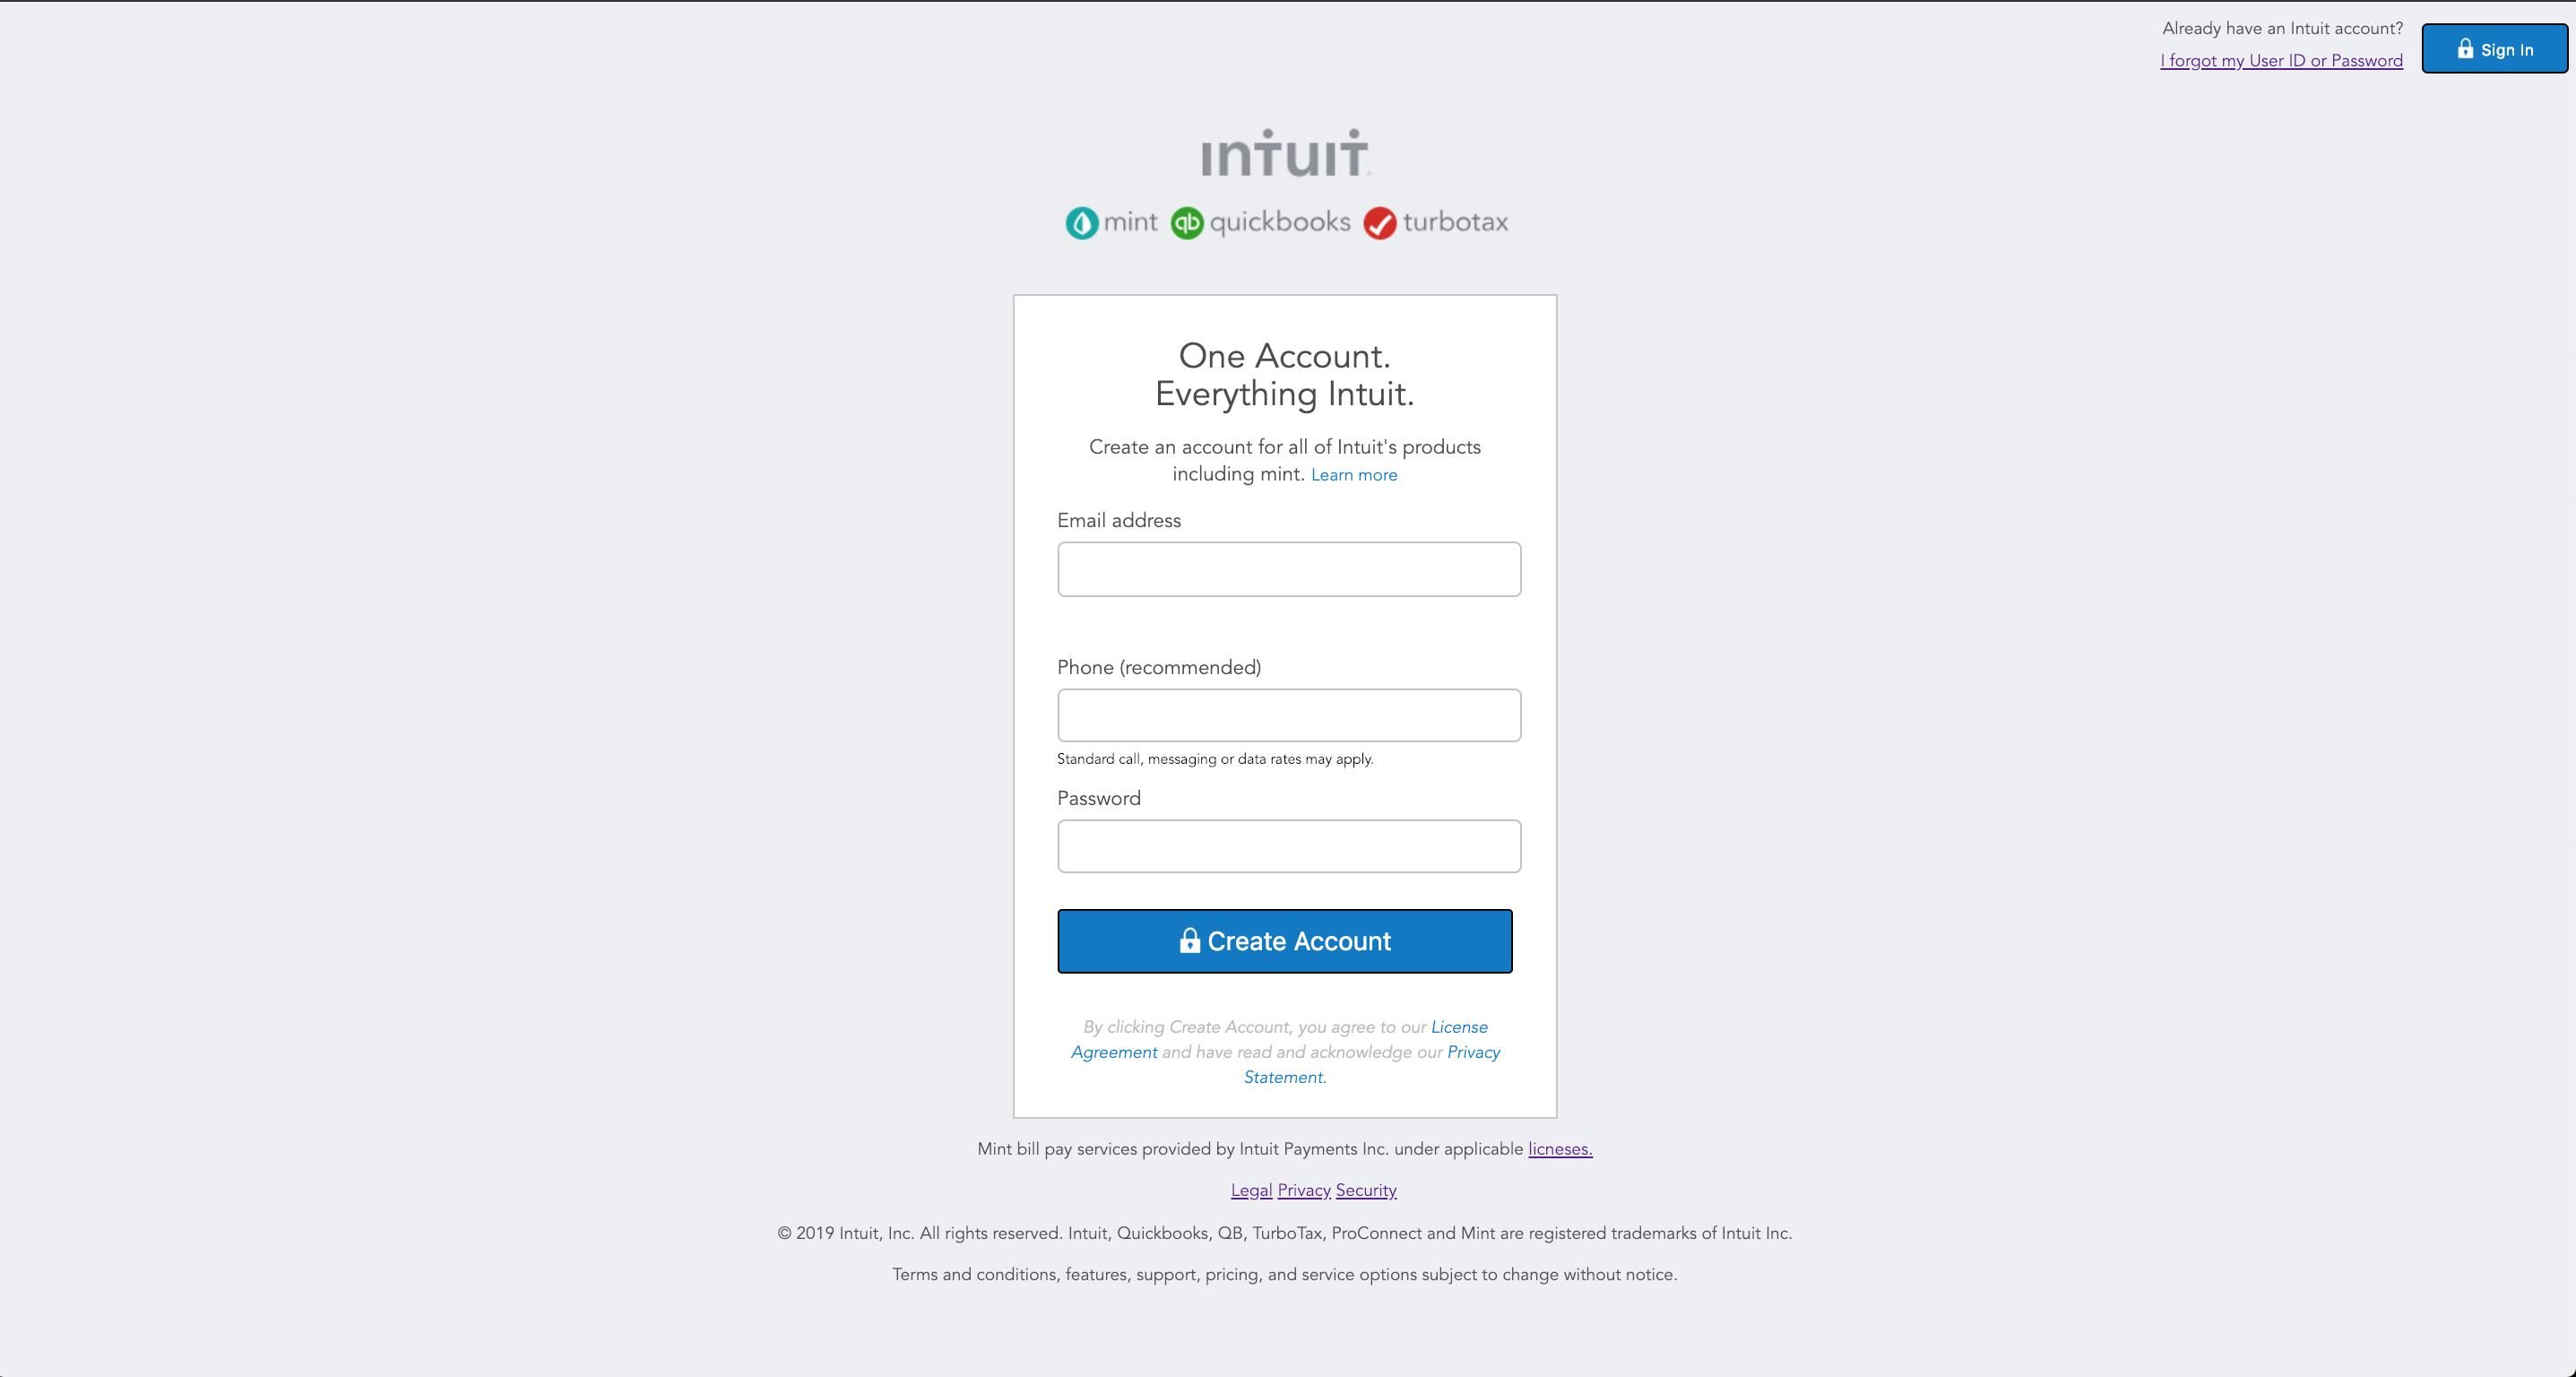 Already have an Intuit account?
I forgot my User ID or Password
Sign In
intuit
mint quickbooks turbotax
One Account.
Everything Intuit.
Create an account for all of Intuit's products
including mint. Learn more
Email address
Phone (recommended)
Standard call, messaging or data rates may apply.
Password
Create Account
By clicking Create Account, you agree to our License
Agreement and have read and acknowledge our Privacy
Statement.
Mint bill pay services provided by Intuit Payments Inc. under applicable licneses.
Legal Privacy Security
© 2019 Intuit, Inc. All rights reserved. Intuit, Quickbooks, QB, TurboTax, ProConnect and Mint are registered trademarks of Intuit Inc.
Terms and conditions, features, support, pricing, and service options subject to change without notice.